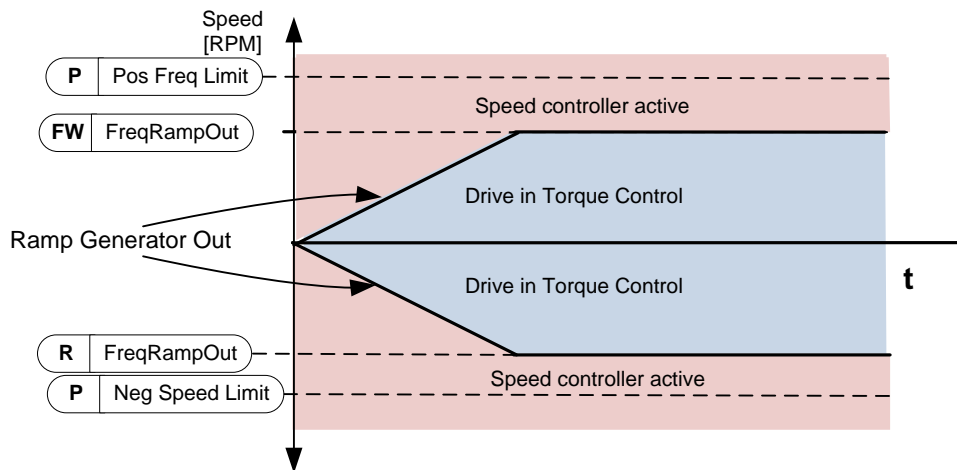 Speed
[RPM]
P Pos Freq Limit
Speed controller active
FW FreqRampOut
Drive in Torque Control
Ramp Generator Out
t
Drive in Torque Control
R FreqRampOut
Speed controller active
P Neg Speed Limit